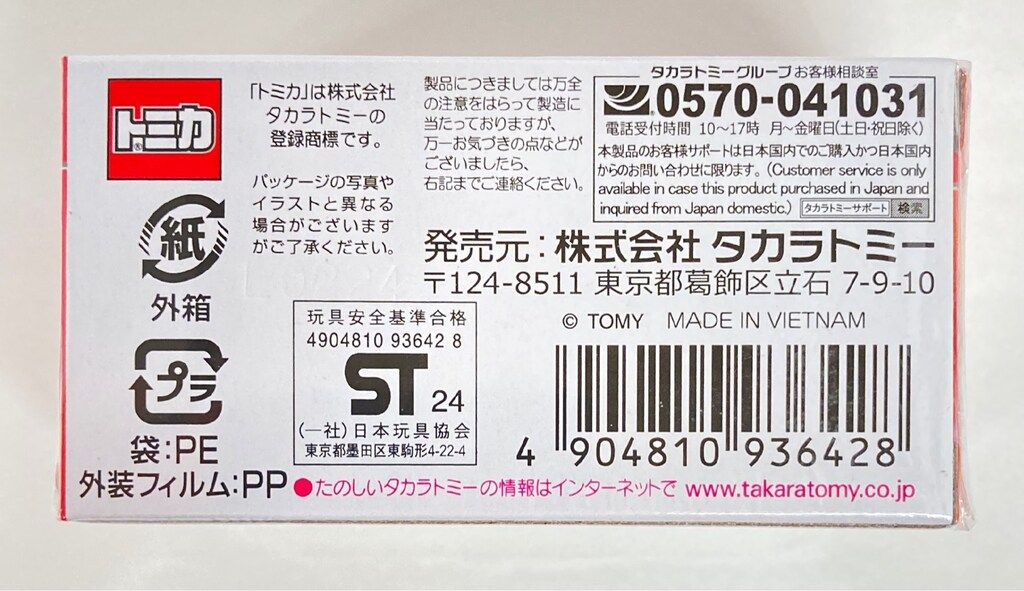 トミカ
®
「トミカ」は株式会社
タカラトミーの
登録商標です。
パッケージの写真や
イラストと異なる
場合がございます
がご了承ください。
製品につきましては万全
の注意をはらって製造に
当たっておりますが、
万一お気づきの点などが
ございましたら、
右記までご連絡ください。
タカラトミーグループ お客様相談室
0570-041031
電話受付時間 10〜17時 月〜金曜日(土日・祝日除く)
本製品のお客様サポートは日本国内でのご購入かつ日本国内
からのお問い合わせに限ります。(Customer service is only
available in case this product purchased in Japan and
inquired from Japan domestic.) タカラトミーサポート 検索
発売元:株式会社 タカラトミー
〒124-8511 東京都葛飾区立石 7-9-10
© TOMY MADE IN VIETNAM
紙
外箱
プラ
袋:PE
外装フィルム:PP
玩具安全基準合格
4904810 93642 8
ST 24
(一社)日本玩具協会
東京都墨田区東駒形4-22-4
4 904810 936428
●たのしいタカラトミーの情報はインターネットで www.takaratomy.co.jp